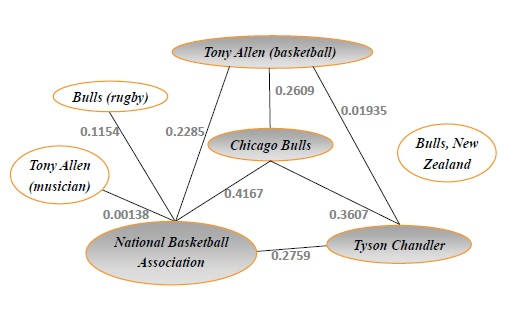 Tony Allen (basketball)
0.2609
0.01935
Bulls (rugby)
0.1154
0.2285
Chicago Bulls
Bulls, New
Zealand
Tony Allen
(musician)
0.00138
0.4167
0.3607
National Basketball
Association
0.2759
Tyson Chandler